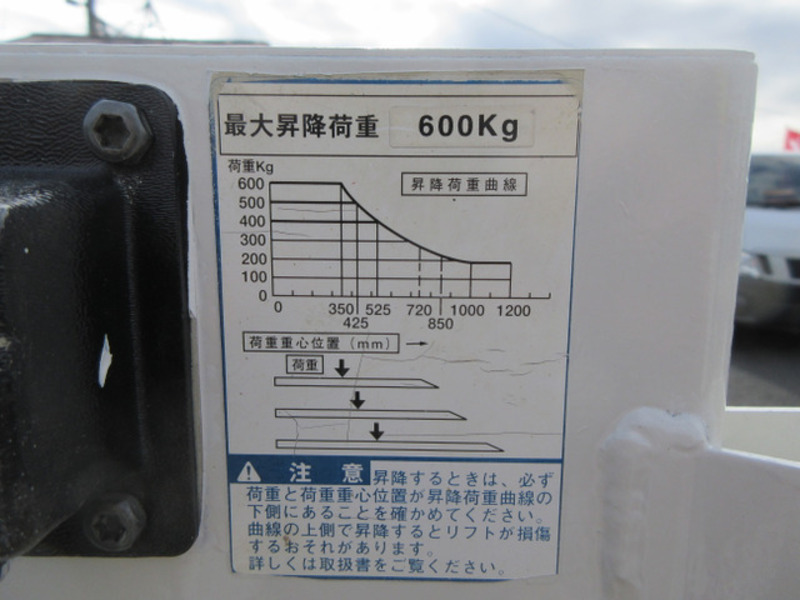 最大昇降荷重 600Kg
荷重Kg
昇降荷重曲線
600
500
400
300
200
100
0
0 350 525 720 1000 1200
425 850
荷重重心位置(mm) →
荷重
⚠ 注意 昇降するときは、必ず
荷重と荷重重心位置が昇降荷重曲線の
下側にあることを確かめてください。
曲線の上側で昇降するとリフトが損傷
するおそれがあります。
詳しくは取扱書をご覧ください。